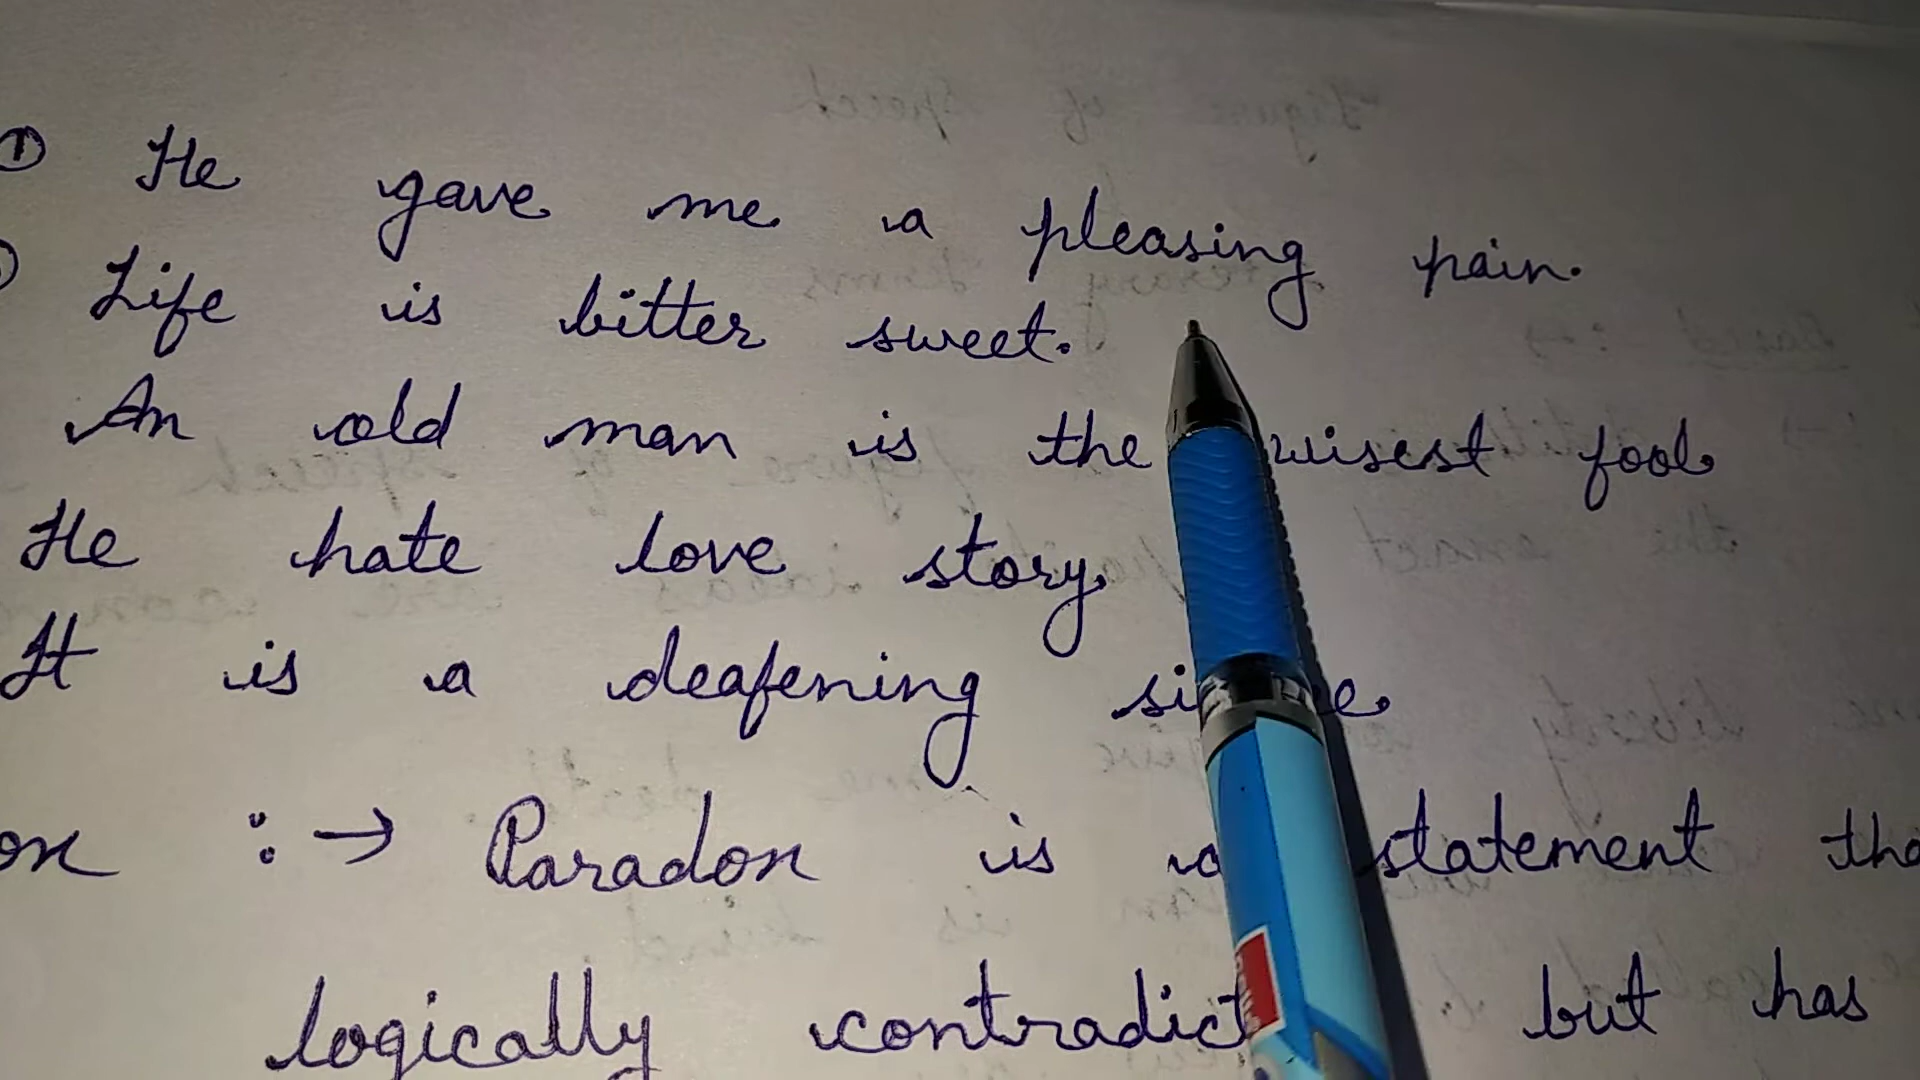 ① He gave me a pleasing pain.
Life is bitter sweet.
An old man is the wisest fool.
He hate love story.
It is a deafening
:→ Paradox is a statement
logically but has